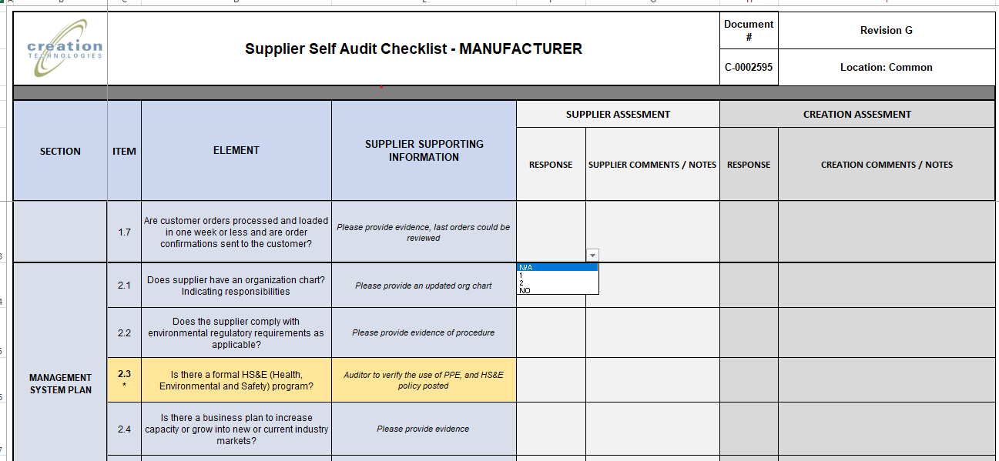 creation
TECHNOLOGIES
Supplier Self Audit Checklist - MANUFACTURER
Document
#
Revision G
C-0002595
Location: Common
SECTION
ITEM
ELEMENT
SUPPLIER SUPPORTING
INFORMATION
SUPPLIER ASSESMENT
CREATION ASSESMENT
RESPONSE
SUPPLIER COMMENTS / NOTES
RESPONSE
CREATION COMMENTS / NOTES
1.7
Are customer orders processed and loaded
in one week or less and are order
confirmations sent to the customer?
Please provide evidence, last orders could be
reviewed
N/A
1
2
NO
MANAGEMENT
SYSTEM PLAN
2.1
Does supplier have an organization chart?
Indicating responsibilities
Please provide an updated org chart
2.2
Does the supplier comply with
environmental regulatory requirements as
applicable?
Please provide evidence of procedure
2.3
*
Is there a formal HS&E (Health,
Environmental and Safety) program?
Auditor to verify the use of PPE, and HS&E
policy posted
2.4
Is there a business plan to increase
capacity or grow into new or current industry
markets?
Please provide evidence